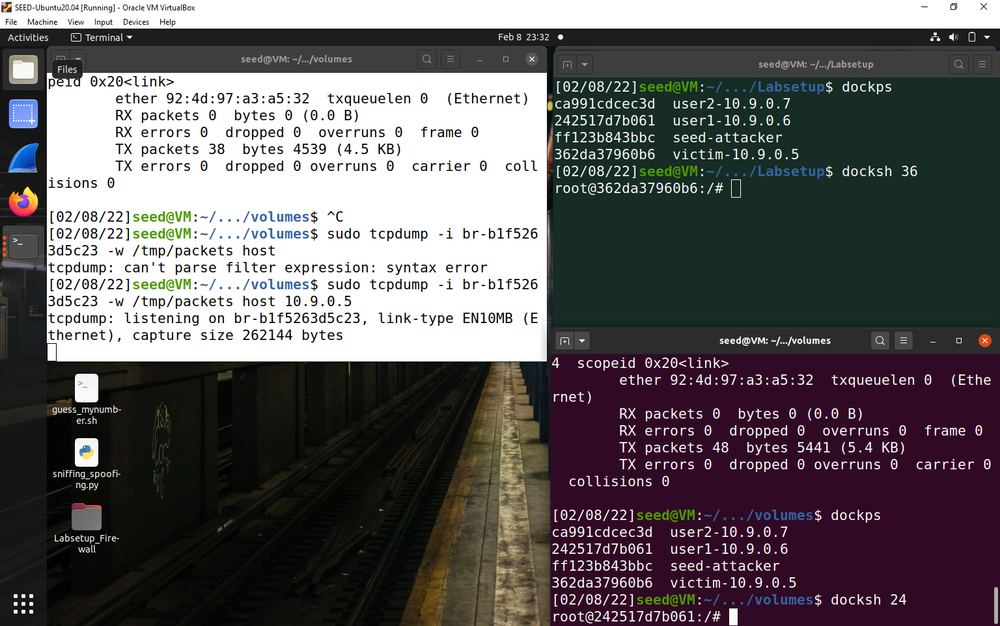 SEED-Ubuntu20.04 [Running] - Oracle VM VirtualBox
File Machine View Input Devices Help
Activities Terminal Feb 8 23:32
seed@VM: ~/.../volumes
Files
peid 0x20<link>
ether 92:4d:97:a3:a5:32 txqueuelen 0 (Ethernet)
RX packets 0 bytes 0 (0.0 B)
RX errors 0 dropped 0 overruns 0 frame 0
TX packets 38 bytes 4539 (4.5 KB)
TX errors 0 dropped 0 overruns 0 carrier 0 coll
isions 0
[02/08/22]seed@VM:~/.../volumes$ ^C
[02/08/22]seed@VM:~/.../volumes$ sudo tcpdump -i br-b1f526
3d5c23 -w /tmp/packets host
tcpdump: can't parse filter expression: syntax error
[02/08/22]seed@VM:~/.../volumes$ sudo tcpdump -i br-b1f526
3d5c23 -w /tmp/packets host 10.9.0.5
tcpdump: listening on br-b1f5263d5c23, link-type EN10MB (E
thernet), capture size 262144 bytes
seed@VM: ~/.../Labsetup
[02/08/22]seed@VM:~/.../Labsetup$ dockps
ca991cdcec3d user2-10.9.0.7
242517d7b061 user1-10.9.0.6
ff123b843bbc seed-attacker
362da37960b6 victim-10.9.0.5
[02/08/22]seed@VM:~/.../Labsetup$ docksh 36
root@362da37960b6:/#
seed@VM: ~/.../volumes
4 scopeid 0x20<link>
ether 92:4d:97:a3:a5:32 txqueuelen 0 (Ethe
rnet)
RX packets 0 bytes 0 (0.0 B)
RX errors 0 dropped 0 overruns 0 frame 0
TX packets 48 bytes 5441 (5.4 KB)
TX errors 0 dropped 0 overruns 0 carrier 0
collisions 0
[02/08/22]seed@VM:~/.../volumes$ dockps
ca991cdcec3d user2-10.9.0.7
242517d7b061 user1-10.9.0.6
ff123b843bbc seed-attacker
362da37960b6 victim-10.9.0.5
[02/08/22]seed@VM:~/.../volumes$ docksh 24
root@242517d7b061:/#
guess_mynumb-
er.sh
sniffing_spoofi-
ng.py
Labsetup_Fire-
wall